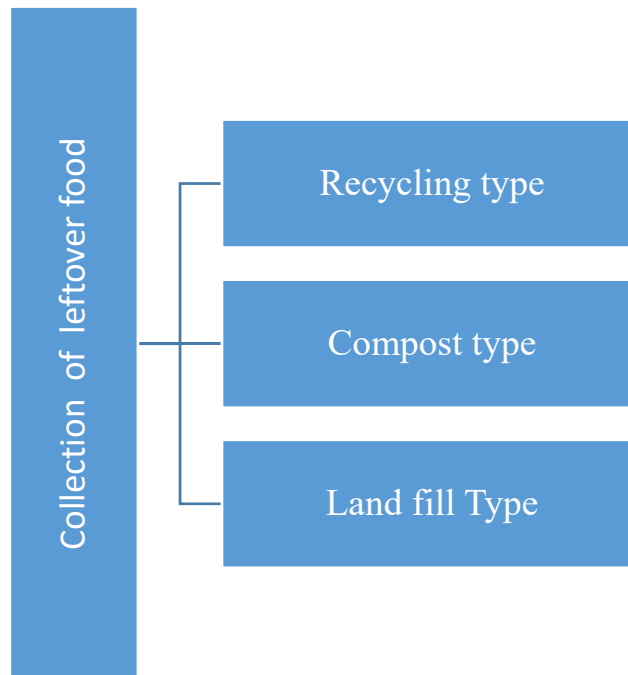 Collection of leftover food
Recycling type
Compost type
Land fill Type